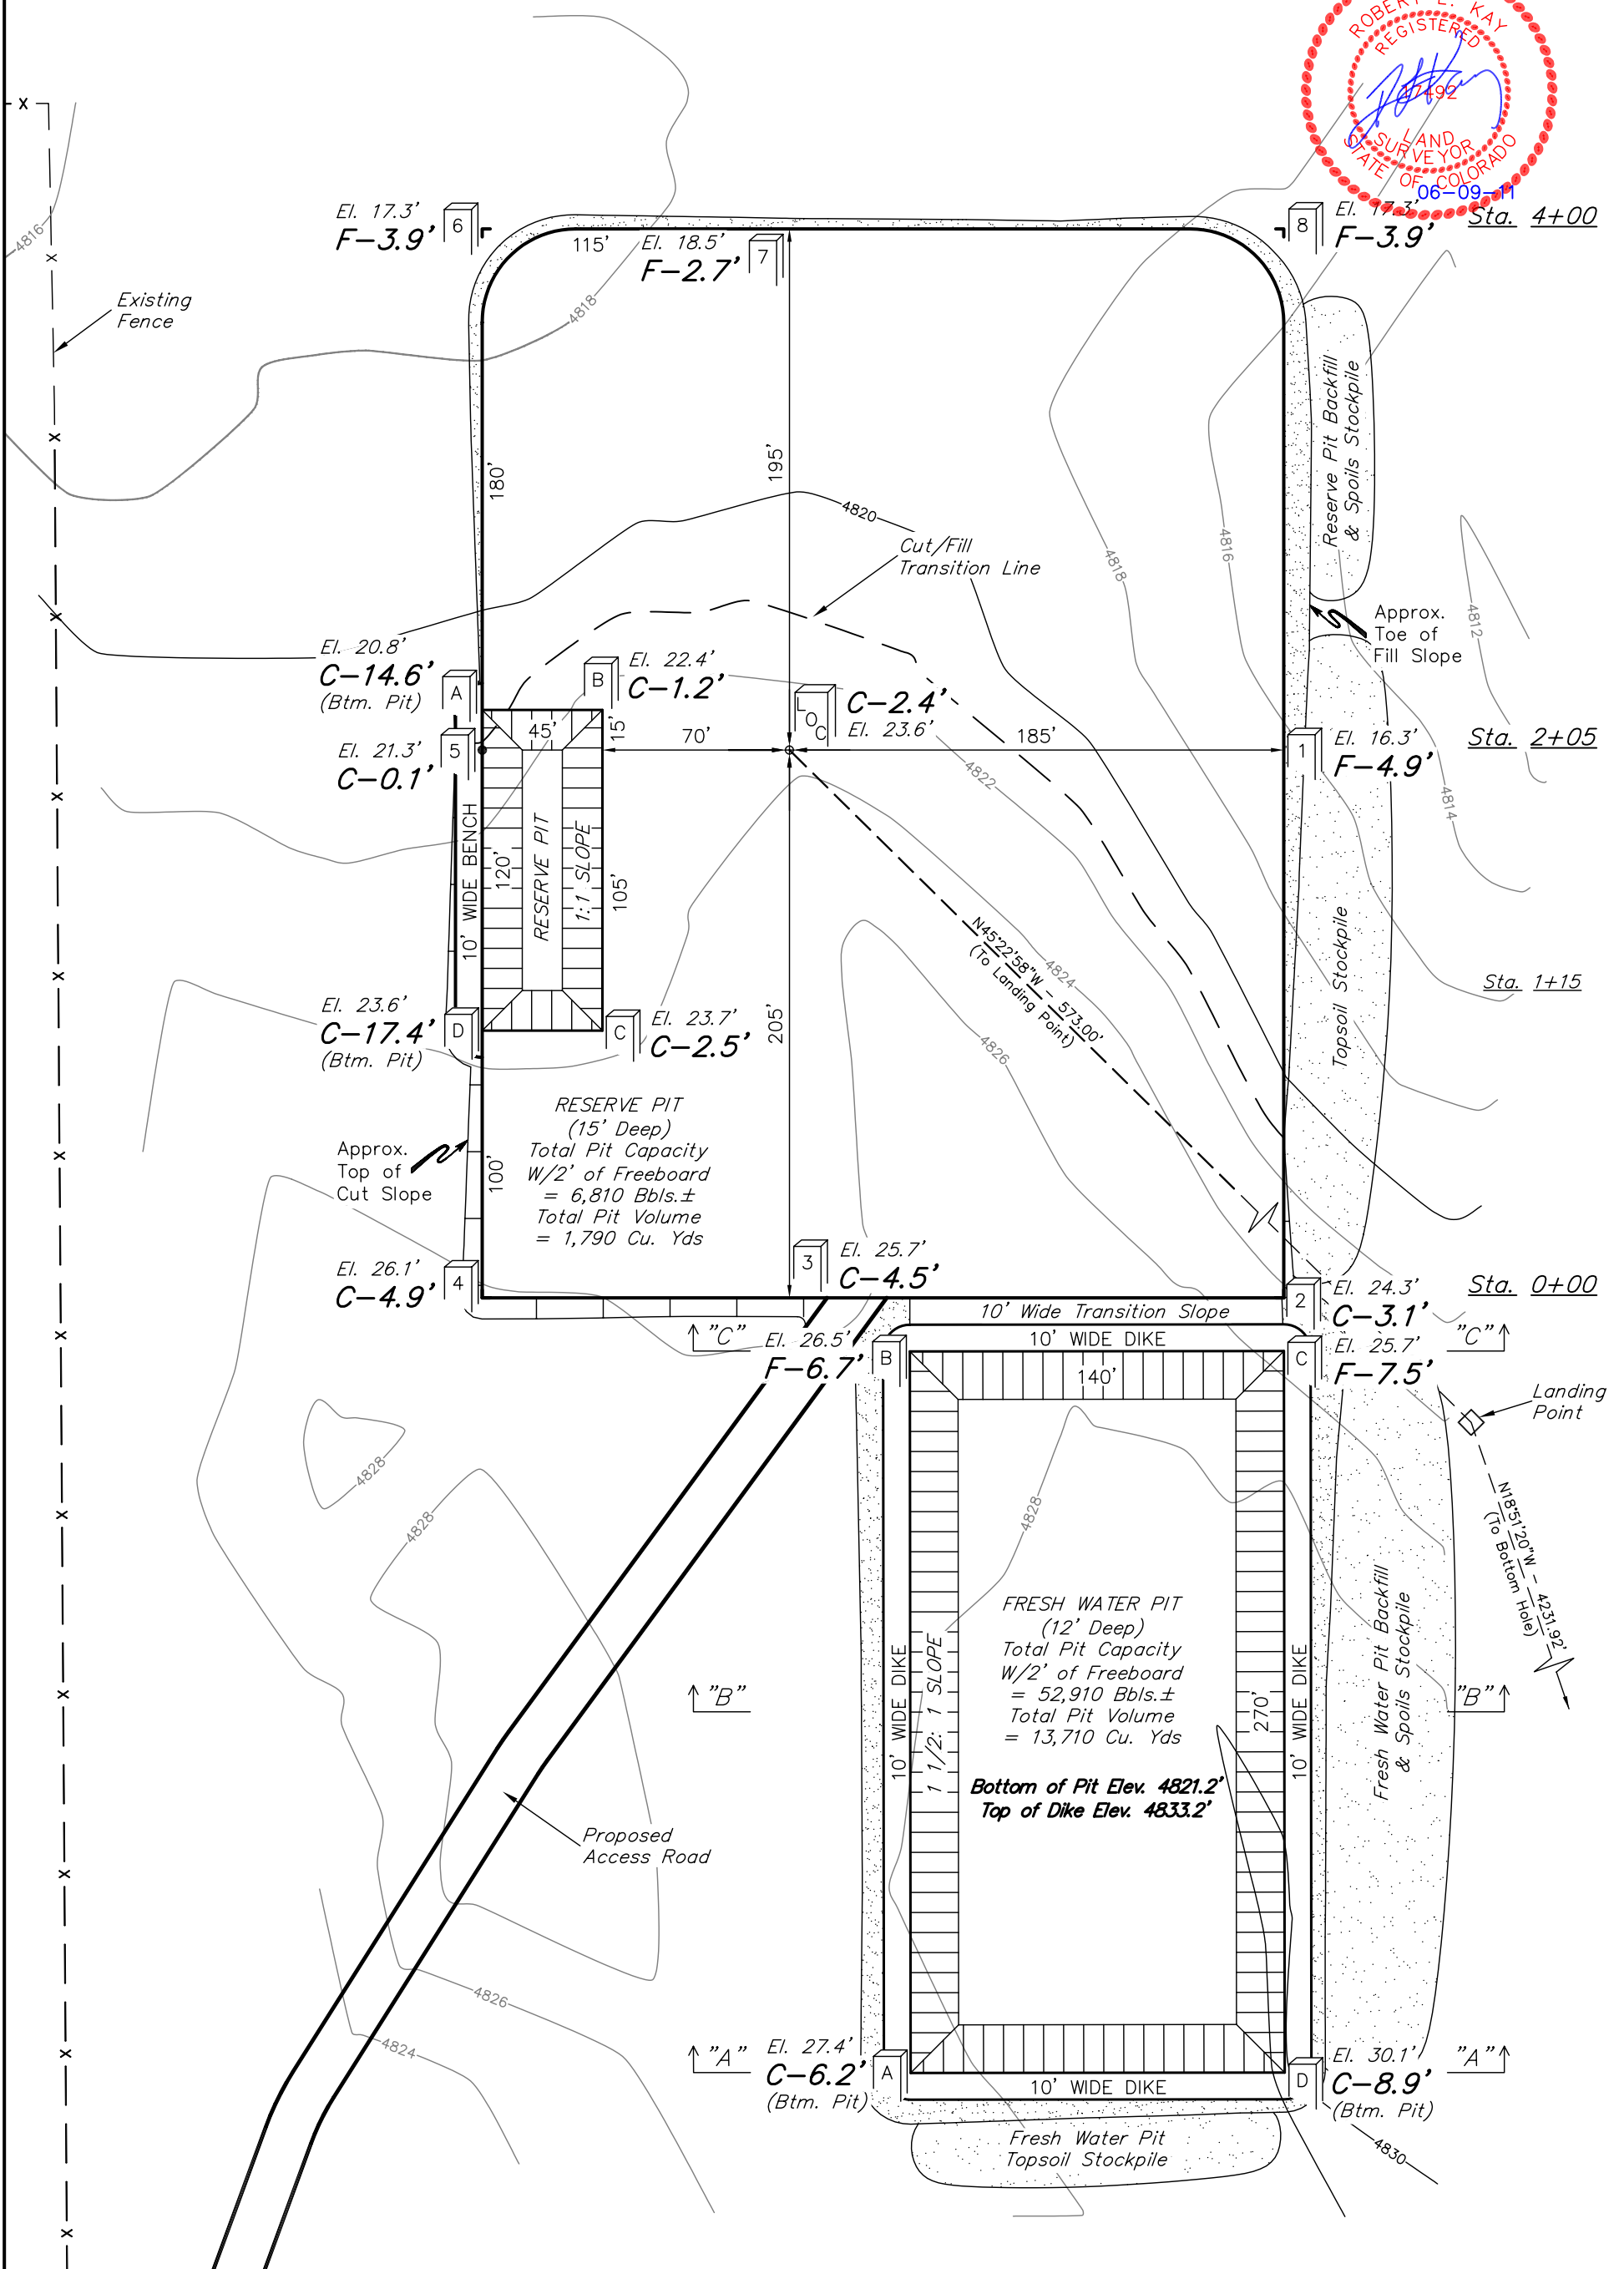 ROBERT L. KAY
REGISTERED
LAND
SURVEYOR
STATE OF COLORADO
06-09-11
X
4816
El. 17.3'
F-3.9'
6
115'
El. 18.5'
F-2.7'
7
8
El. 17.3'
F-3.9'
Sta. 4+00
Existing
Fence
4818
180'
195'
Reserve Pit Backfill
& Spoils Stockpile
4820
Cut/Fill
Transition Line
4818
4816
4812
Approx.
Toe of
Fill Slope
El. 20.8'
C-14.6'
(Btm. Pit)
A
B
El. 22.4'
C-1.2'
LOC
C-2.4'
El. 23.6'
El. 21.3'
C-0.1'
5
45'
15'
70'
185'
1
El. 16.3'
F-4.9'
Sta. 2+05
4822
4814
10' WIDE BENCH
120'
RESERVE PIT
1:1 SLOPE
105'
Topsoil Stockpile
N45°22'58"W - 573.00'
(To Landing Point)
4824
Sta. 1+15
El. 23.6'
C-17.4'
(Btm. Pit)
D
C
El. 23.7'
C-2.5'
205'
4826
RESERVE PIT
(15' Deep)
Total Pit Capacity
W/2' of Freeboard
= 6,810 Bbls.±
Total Pit Volume
= 1,790 Cu. Yds
Approx.
Top of
Cut Slope
100'
El. 26.1'
C-4.9'
4
3
El. 25.7'
C-4.5'
2
El. 24.3'
C-3.1'
Sta. 0+00
10' Wide Transition Slope
"C"
El. 26.5'
F-6.7'
B
10' WIDE DIKE
C
El. 25.7'
F-7.5'
"C"
140'
Landing
Point
4828
4828
4828
N18°51'20"W - 4231.92'
(To Bottom Hole)
FRESH WATER PIT
(12' Deep)
Total Pit Capacity
W/2' of Freeboard
= 52,910 Bbls.±
Total Pit Volume
= 13,710 Cu. Yds
Bottom of Pit Elev. 4821.2'
Top of Dike Elev. 4833.2'
10' WIDE DIKE
1 1/2: 1 SLOPE
270'
10' WIDE DIKE
Fresh Water Pit Backfill
& Spoils Stockpile
"B"
"B"
Proposed
Access Road
4826
4824
"A"
El. 27.4'
C-6.2'
(Btm. Pit)
A
10' WIDE DIKE
D
El. 30.1'
C-8.9'
(Btm. Pit)
"A"
Fresh Water Pit
Topsoil Stockpile
4830